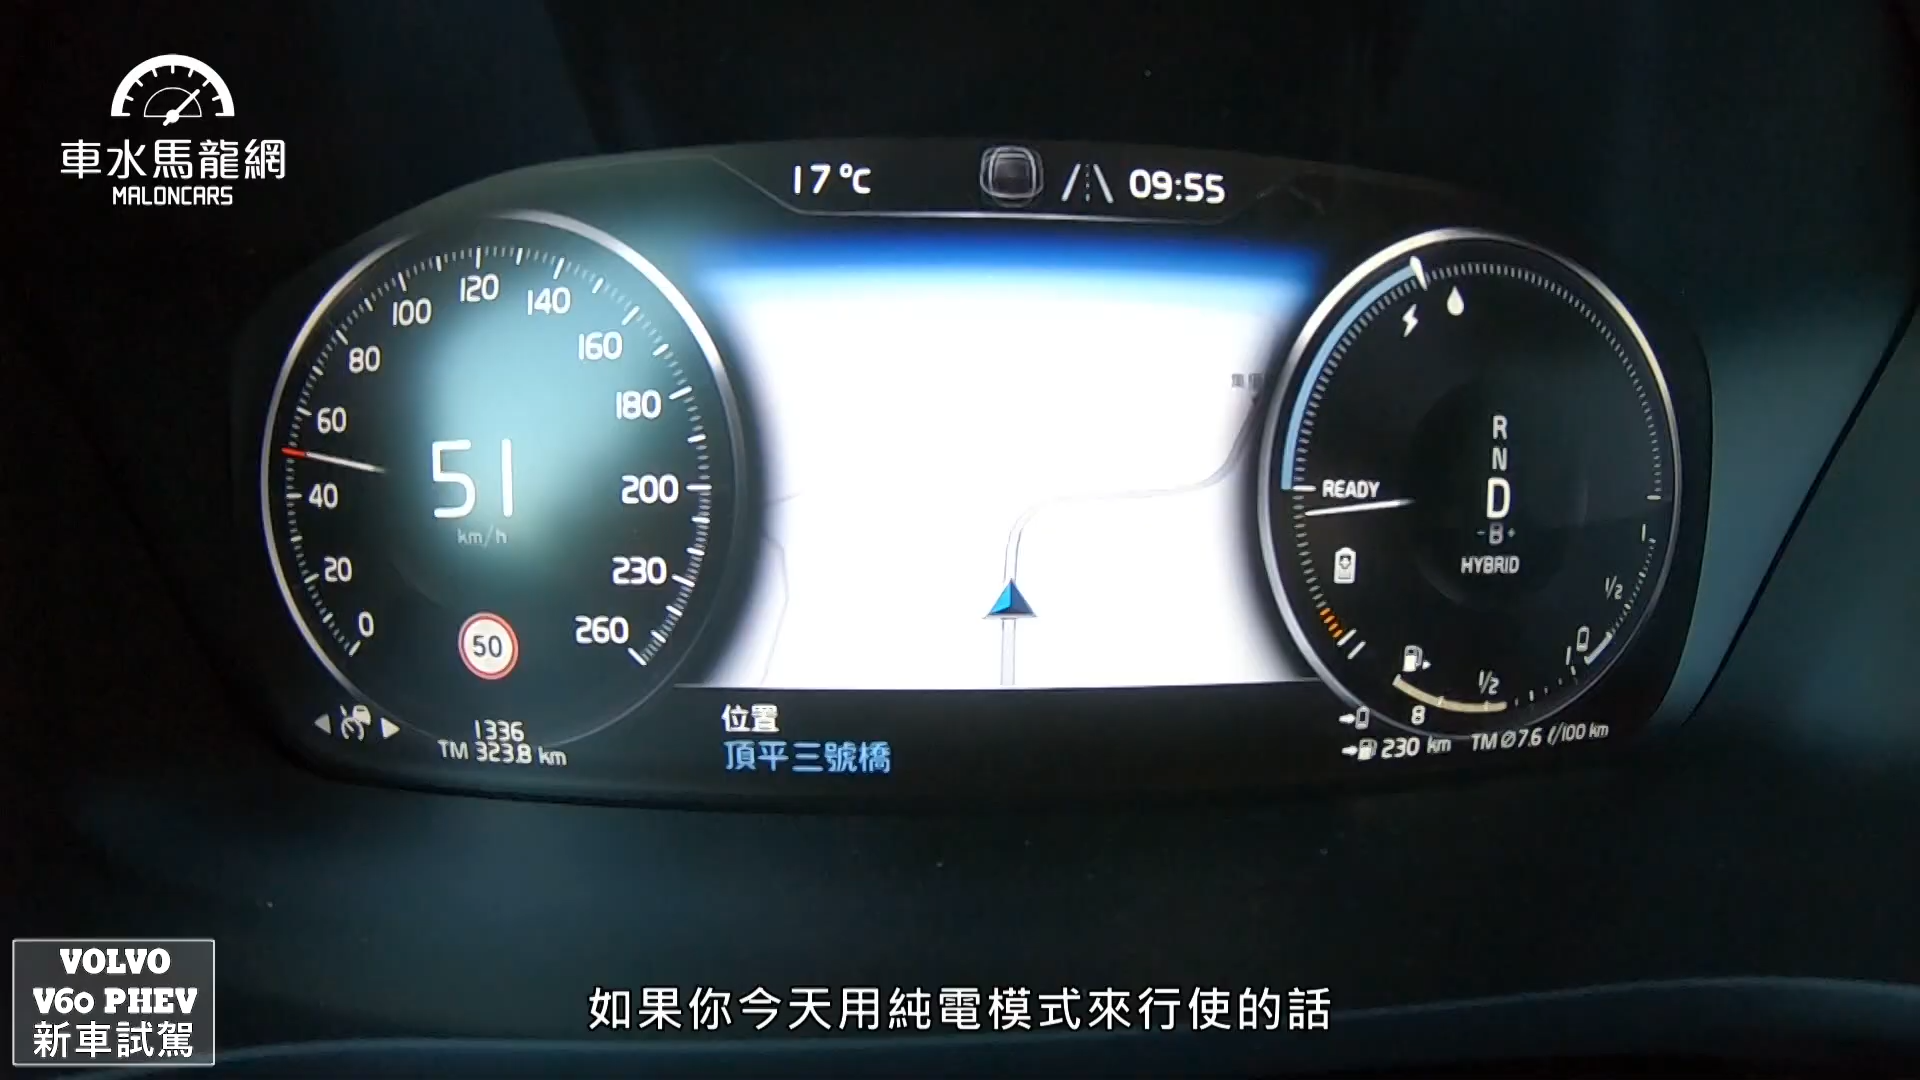 車水馬龍網
MALONCARS
17°C
09:55
0
20
40
60
80
100
120
140
160
180
200
230
260
51
km/h
50
1336
TM 323.8 km
位置
頂平三號橋
READY
R
N
D
-B+
HYBRID
1
1/2
1
1/2
8
230 km
TM ∅7.6 ℓ/100 km
VOLVO
V60 PHEV
新車試駕
如果你今天用純電模式來行使的話